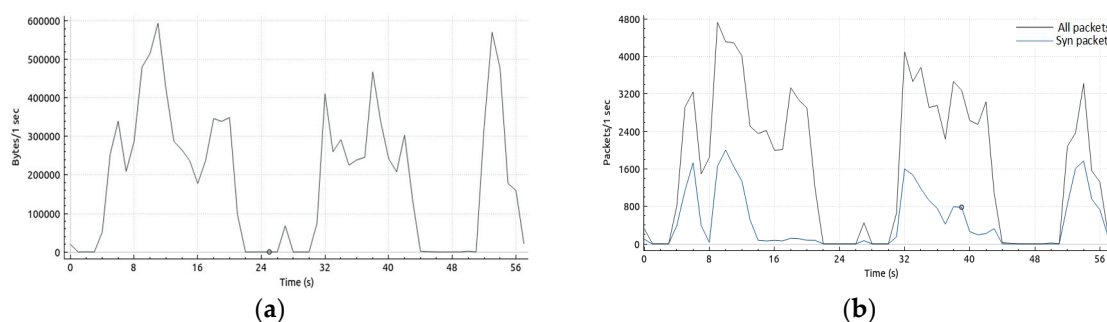 600000
500000
400000
300000
200000
100000
0
Bytes/1 sec
0 8 16 24 32 40 48 56
Time (s)
(a)
4800
4000
3200
2400
1600
800
0
Packets/1 sec
All packets
Syn packet
0 8 16 24 32 40 48 56
Time (s)
(b)